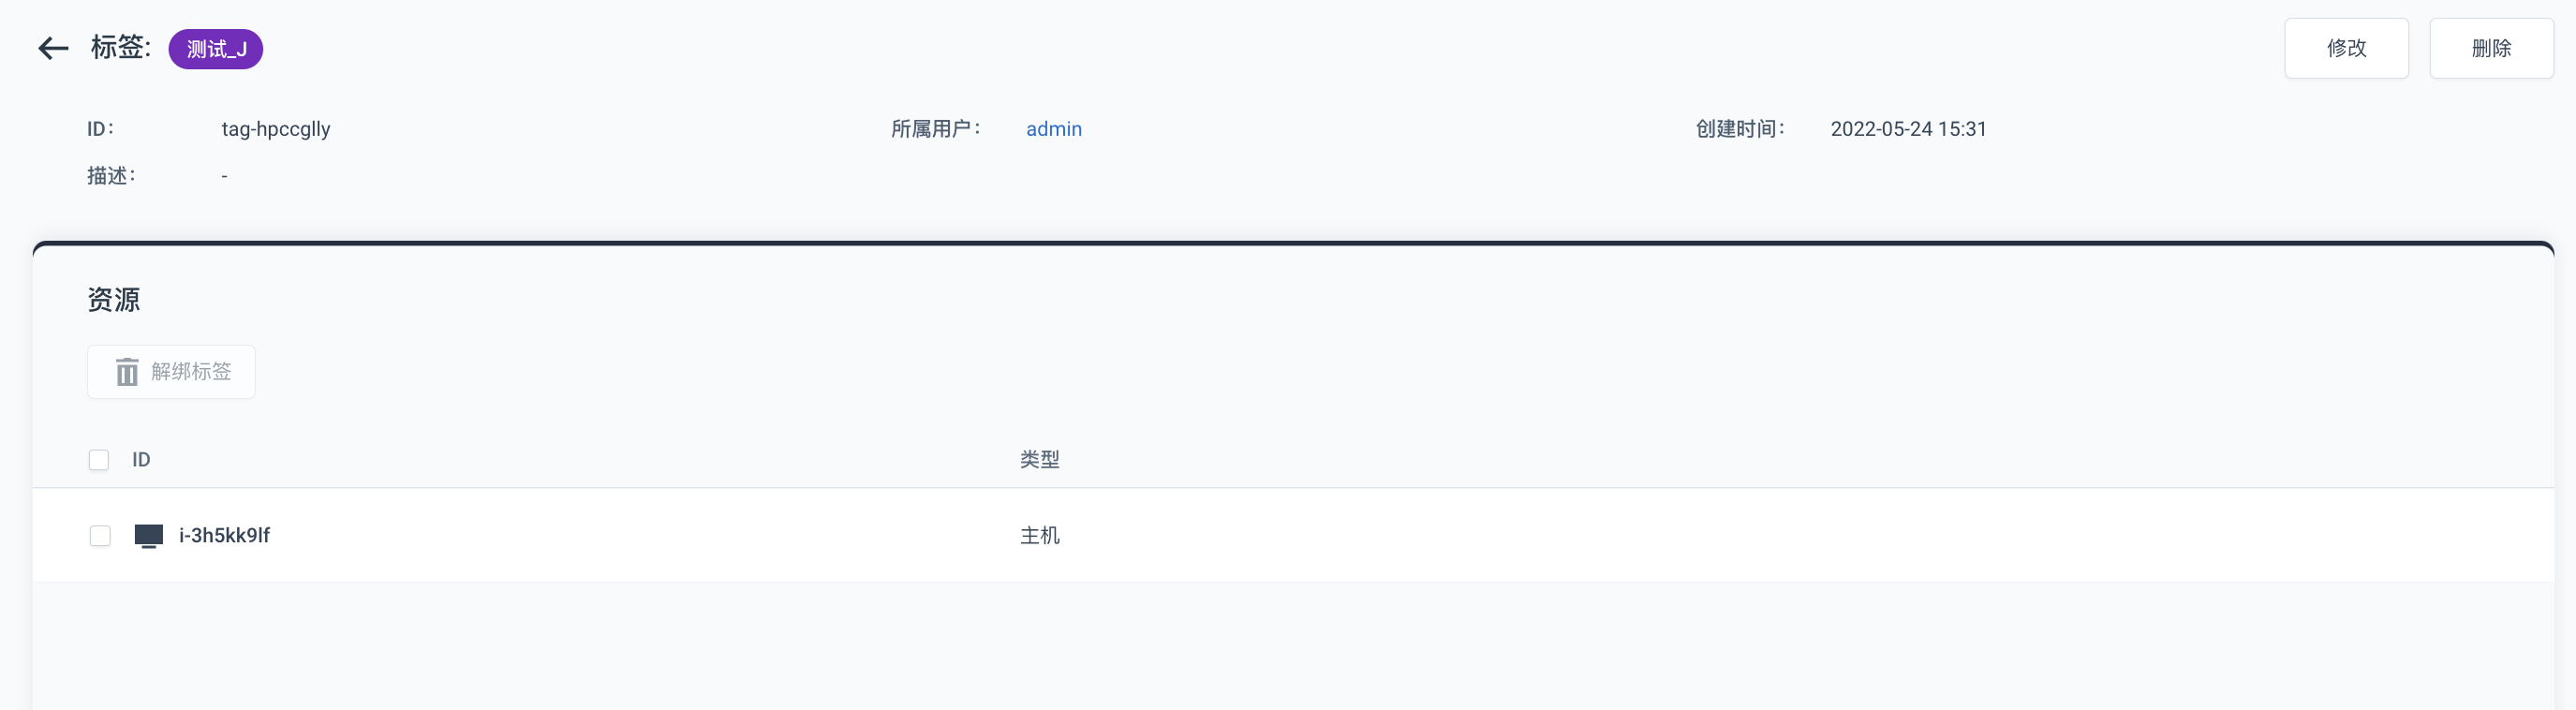 标签: 测试_J 修改 删除
ID： tag-hpccglly 所属用户： admin 创建时间： 2022-05-24 15:31
描述： -
资源
解绑标签
ID 类型
i-3h5kk9lf 主机